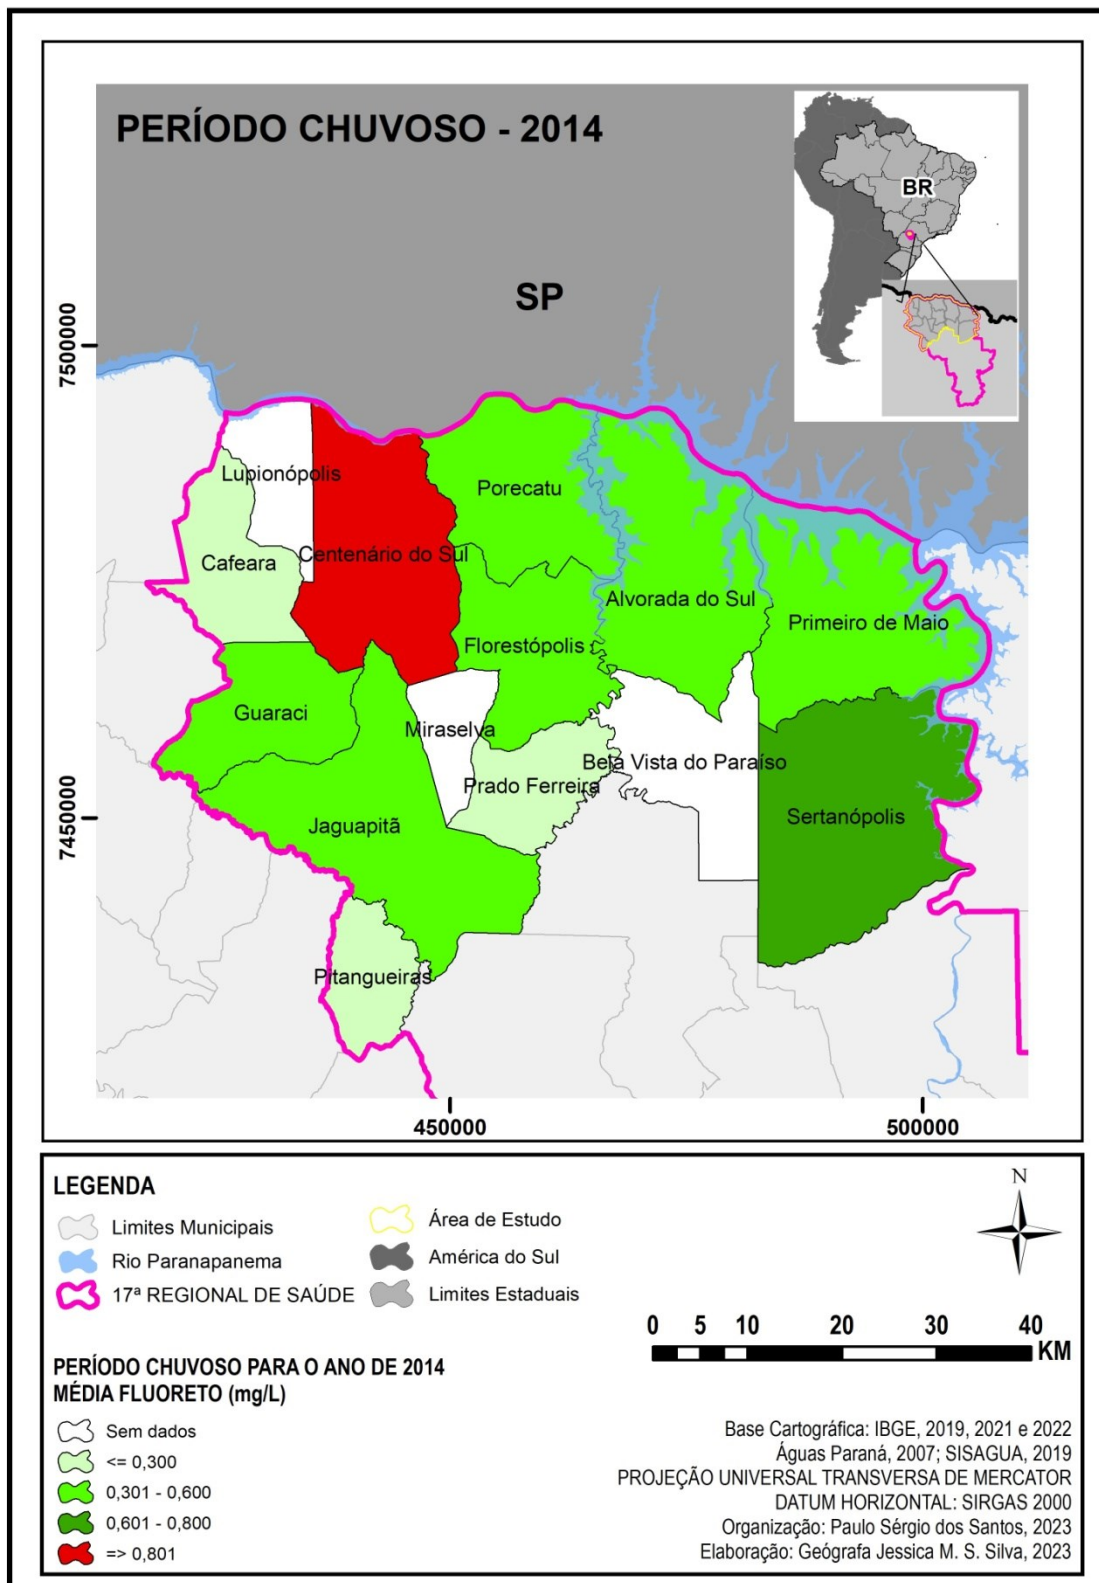 PERÍODO CHUVOSO - 2014
BR
SP
7500000
7450000
Lupionópolis
Porecatu
Centenário do Sul
Cafeara
Alvorada do Sul
Primeiro de Maio
Florestópolis
Guaraci
Miraselva
Bela Vista do Paraíso
Prado Ferreira
Sertanópolis
Jaguapitã
Pitangueiras
450000
500000
LEGENDA
Limites Municipais
Rio Paranapanema
17ª REGIONAL DE SAÚDE
Área de Estudo
América do Sul
Limites Estaduais
N
0 5 10 20 30 40
KM
PERÍODO CHUVOSO PARA O ANO DE 2014
MÉDIA FLUORETO (mg/L)
Sem dados
<= 0,300
0,301 - 0,600
0,601 - 0,800
=> 0,801
Base Cartográfica: IBGE, 2019, 2021 e 2022
Águas Paraná, 2007; SISAGUA, 2019
PROJEÇÃO UNIVERSAL TRANSVERSA DE MERCATOR
DATUM HORIZONTAL: SIRGAS 2000
Organização: Paulo Sérgio dos Santos, 2023
Elaboração: Geógrafa Jessica M. S. Silva, 2023